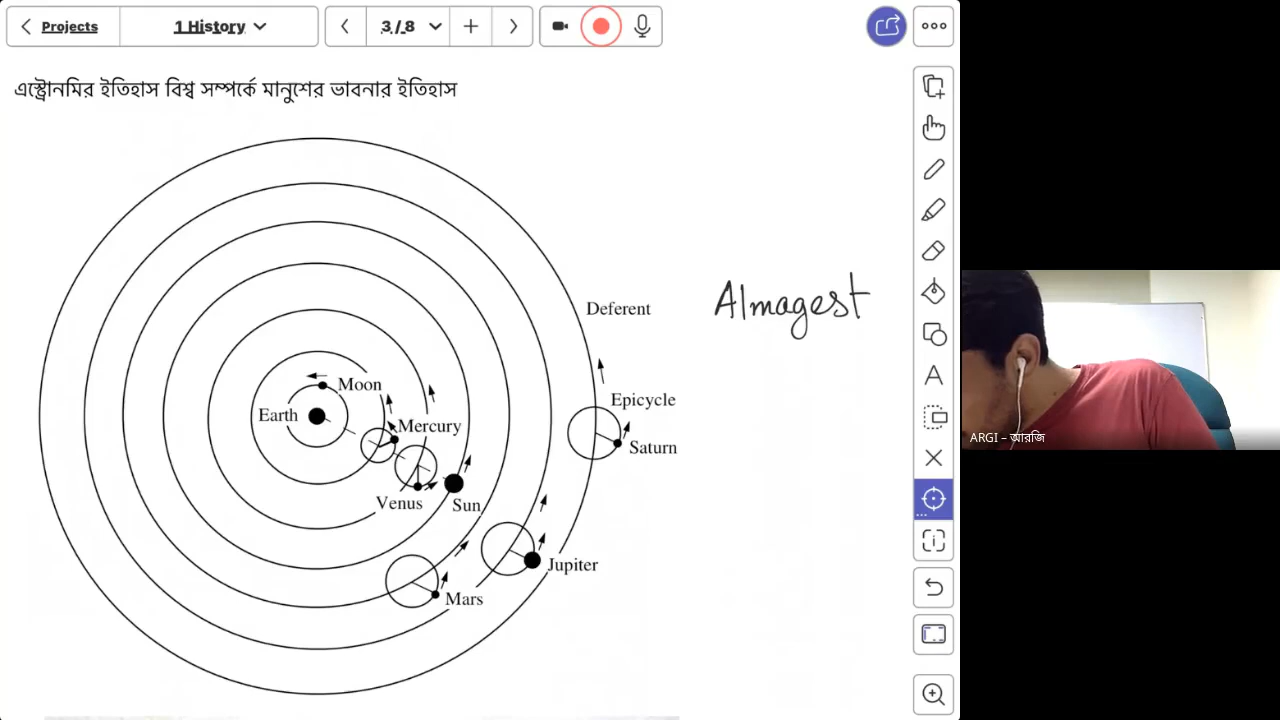 Projects
1 History
3 / 8
এস্ট্রোনমির ইতিহাস বিশ্ব সম্পর্কে মানুশের ভাবনার ইতিহাস
Deferent
Almagest
Moon
Epicycle
Earth
Mercury
Saturn
Venus
Sun
Jupiter
Mars
A
ARGI – আরজি